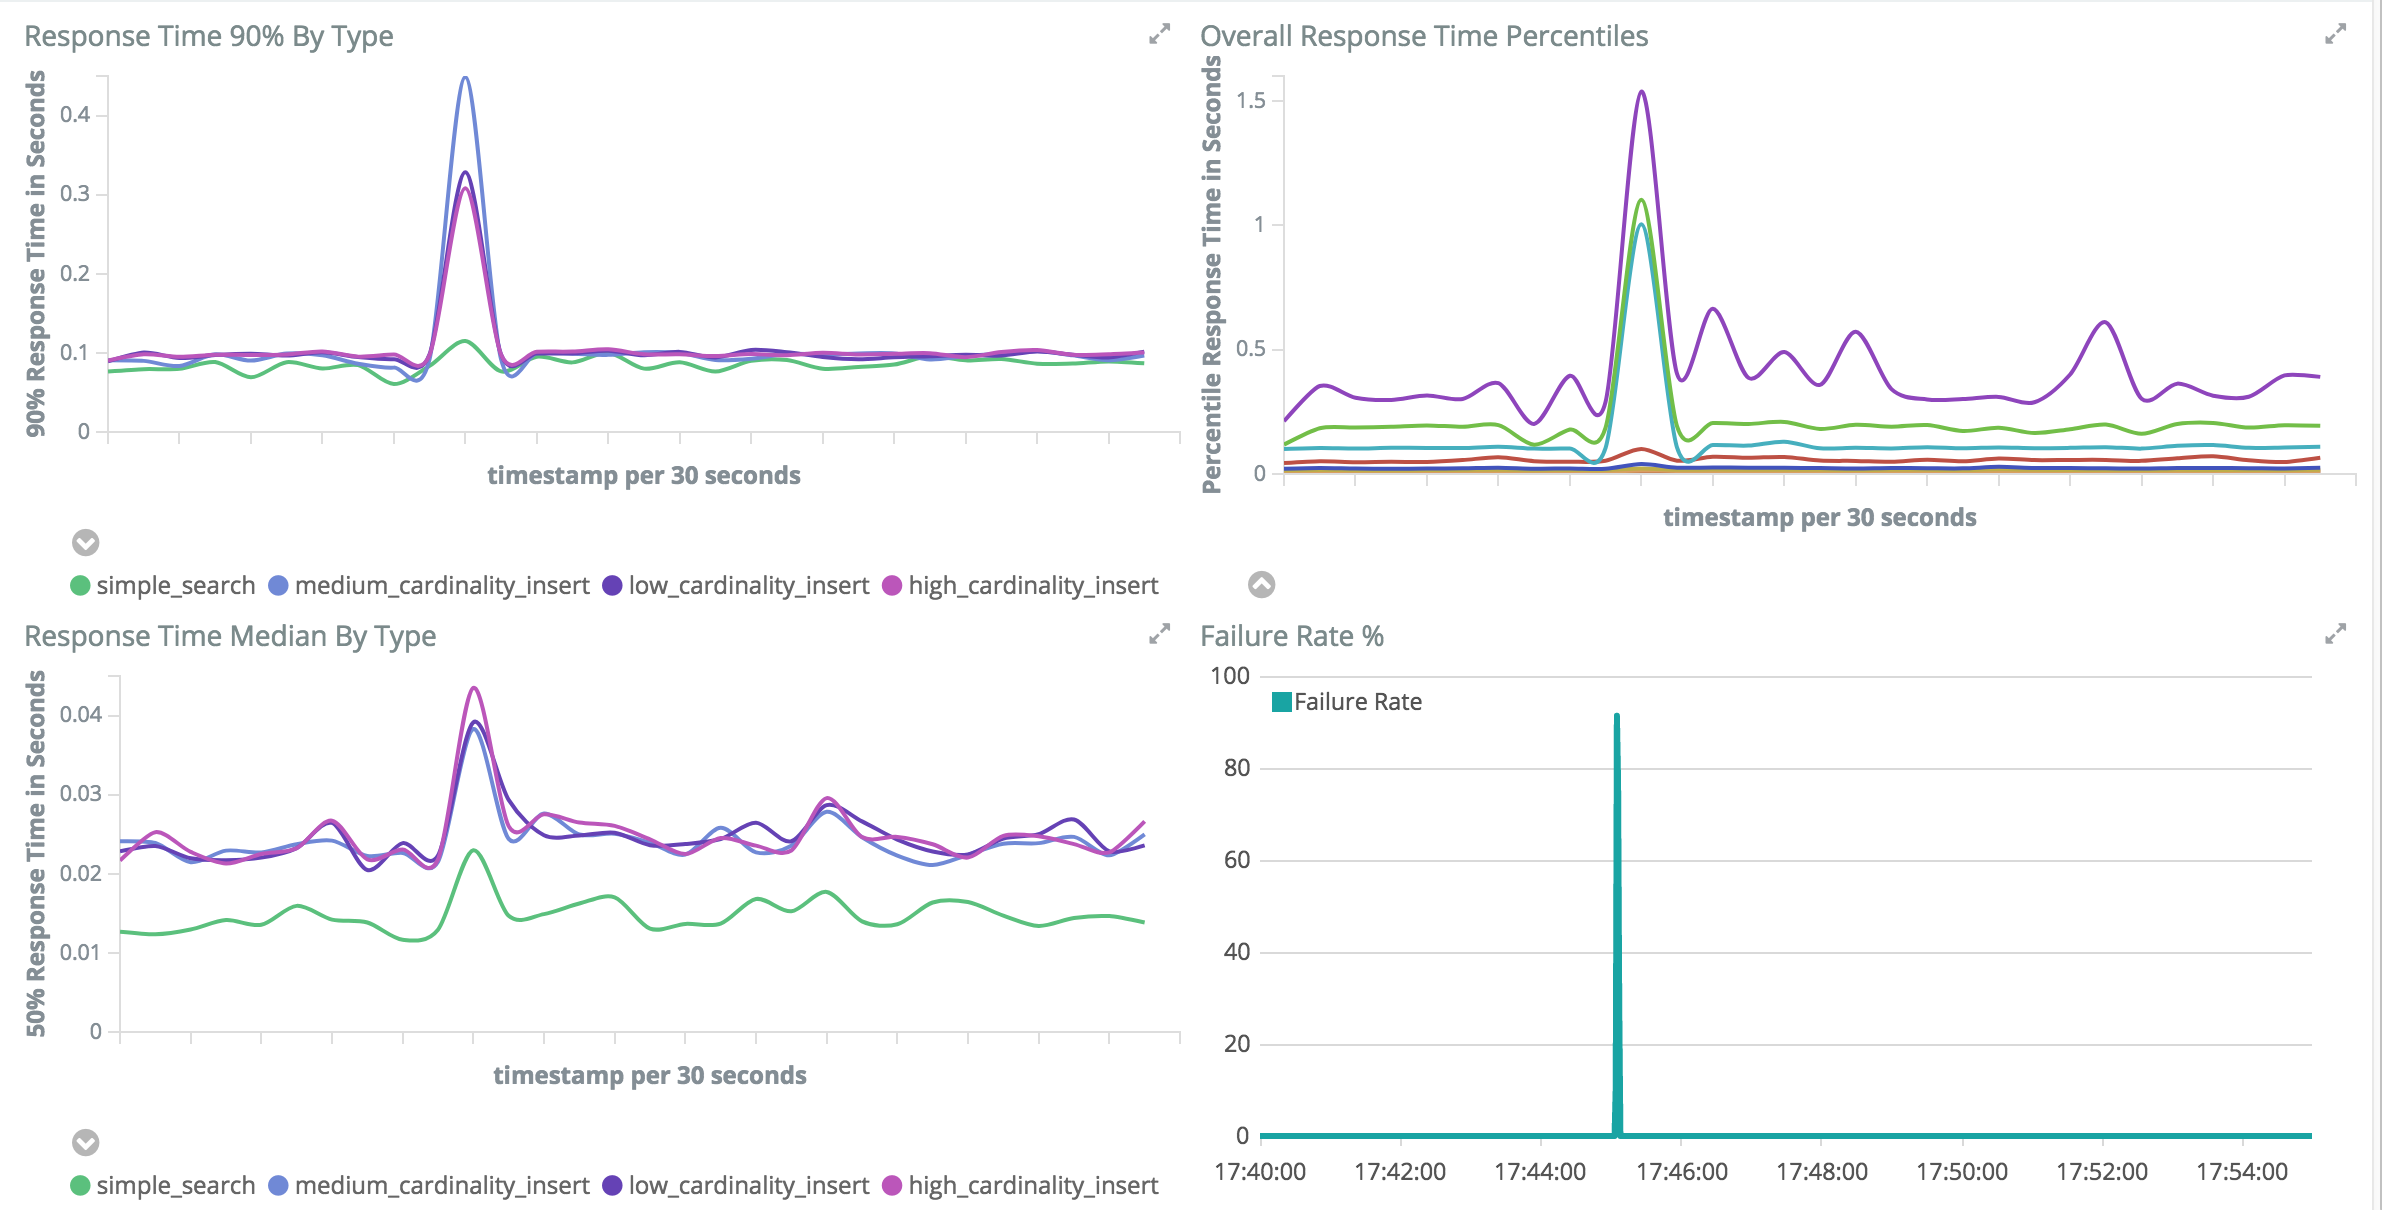 Response Time 90% By Type
90% Response Time in Seconds
0.4
0.3
0.2
0.1
0
timestamp per 30 seconds
simple_search medium_cardinality_insert low_cardinality_insert high_cardinality_insert
Overall Response Time Percentiles
Percentile Response Time in Seconds
1.5
1
0.5
0
timestamp per 30 seconds
Response Time Median By Type
50% Response Time in Seconds
0.04
0.03
0.02
0.01
0
timestamp per 30 seconds
simple_search medium_cardinality_insert low_cardinality_insert high_cardinality_insert
Failure Rate %
100
Failure Rate
80
60
40
20
0
17:40:00 17:42:00 17:44:00 17:46:00 17:48:00 17:50:00 17:52:00 17:54:00